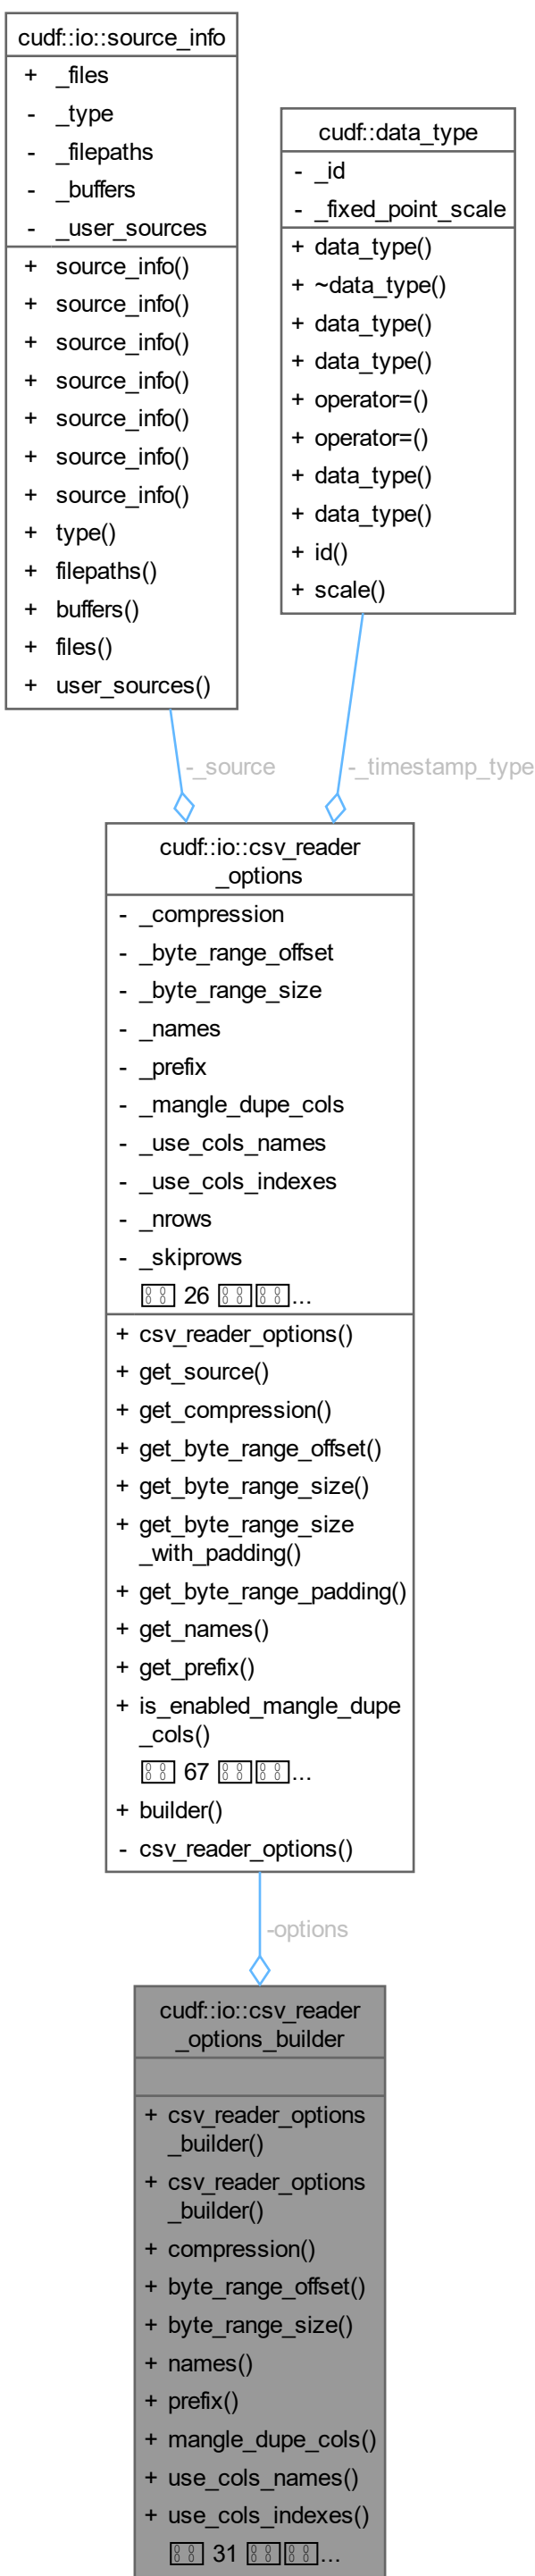 cudf::io::source_info
+ _files
- _type
- _filepaths
- _buffers
- _user_sources
+ source_info()
+ source_info()
+ source_info()
+ source_info()
+ source_info()
+ source_info()
+ source_info()
+ type()
+ filepaths()
+ buffers()
+ files()
+ user_sources()
cudf::data_type
- _id
- _fixed_point_scale
+ data_type()
+ ~data_type()
+ data_type()
+ data_type()
+ operator=()
+ operator=()
+ data_type()
+ data_type()
+ id()
+ scale()
-_source
-_timestamp_type
cudf::io::csv_reader
_options
- _compression
- _byte_range_offset
- _byte_range_size
- _names
- _prefix
- _mangle_dupe_cols
- _use_cols_names
- _use_cols_indexes
- _nrows
- _skiprows
26 ...
+ csv_reader_options()
+ get_source()
+ get_compression()
+ get_byte_range_offset()
+ get_byte_range_size()
+ get_byte_range_size
_with_padding()
+ get_byte_range_padding()
+ get_names()
+ get_prefix()
+ is_enabled_mangle_dupe
_cols()
67 ...
+ builder()
- csv_reader_options()
-options
cudf::io::csv_reader
_options_builder
+ csv_reader_options
_builder()
+ csv_reader_options
_builder()
+ compression()
+ byte_range_offset()
+ byte_range_size()
+ names()
+ prefix()
+ mangle_dupe_cols()
+ use_cols_names()
+ use_cols_indexes()
31 ...